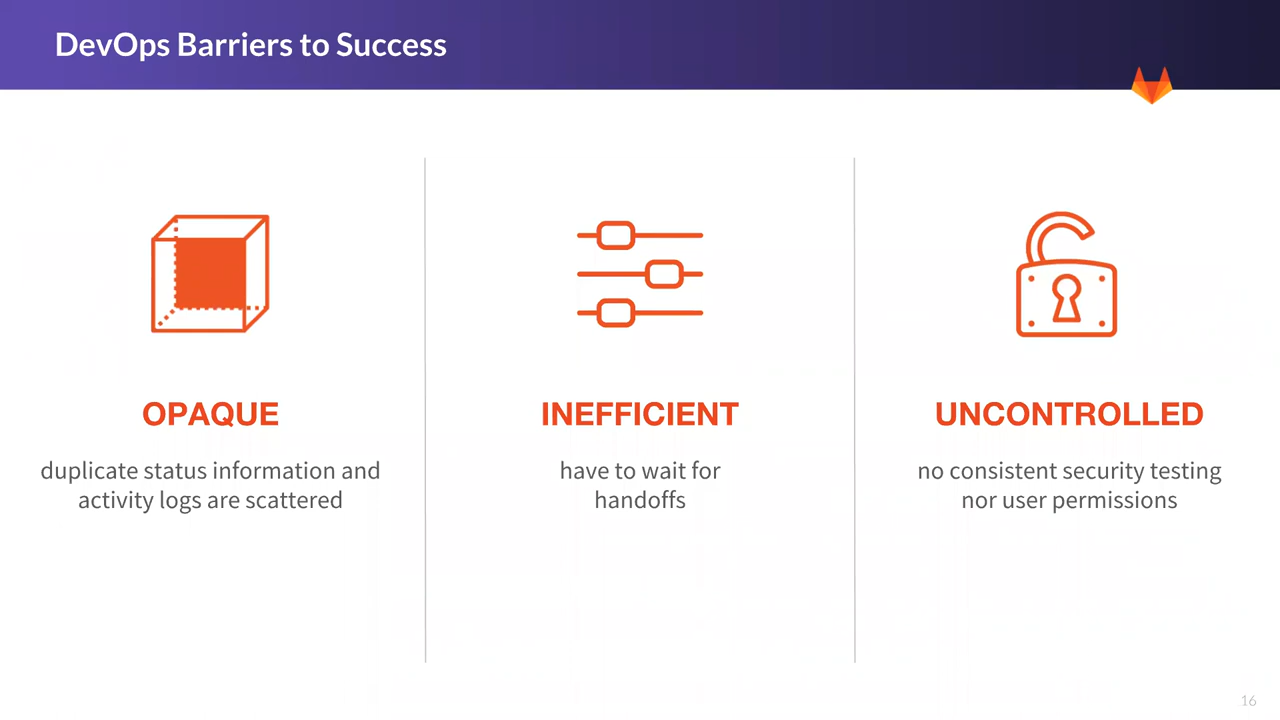 DevOps Barriers to Success
OPAQUE
duplicate status information and
activity logs are scattered
INEFFICIENT
have to wait for
handoffs
UNCONTROLLED
no consistent security testing
nor user permissions
16